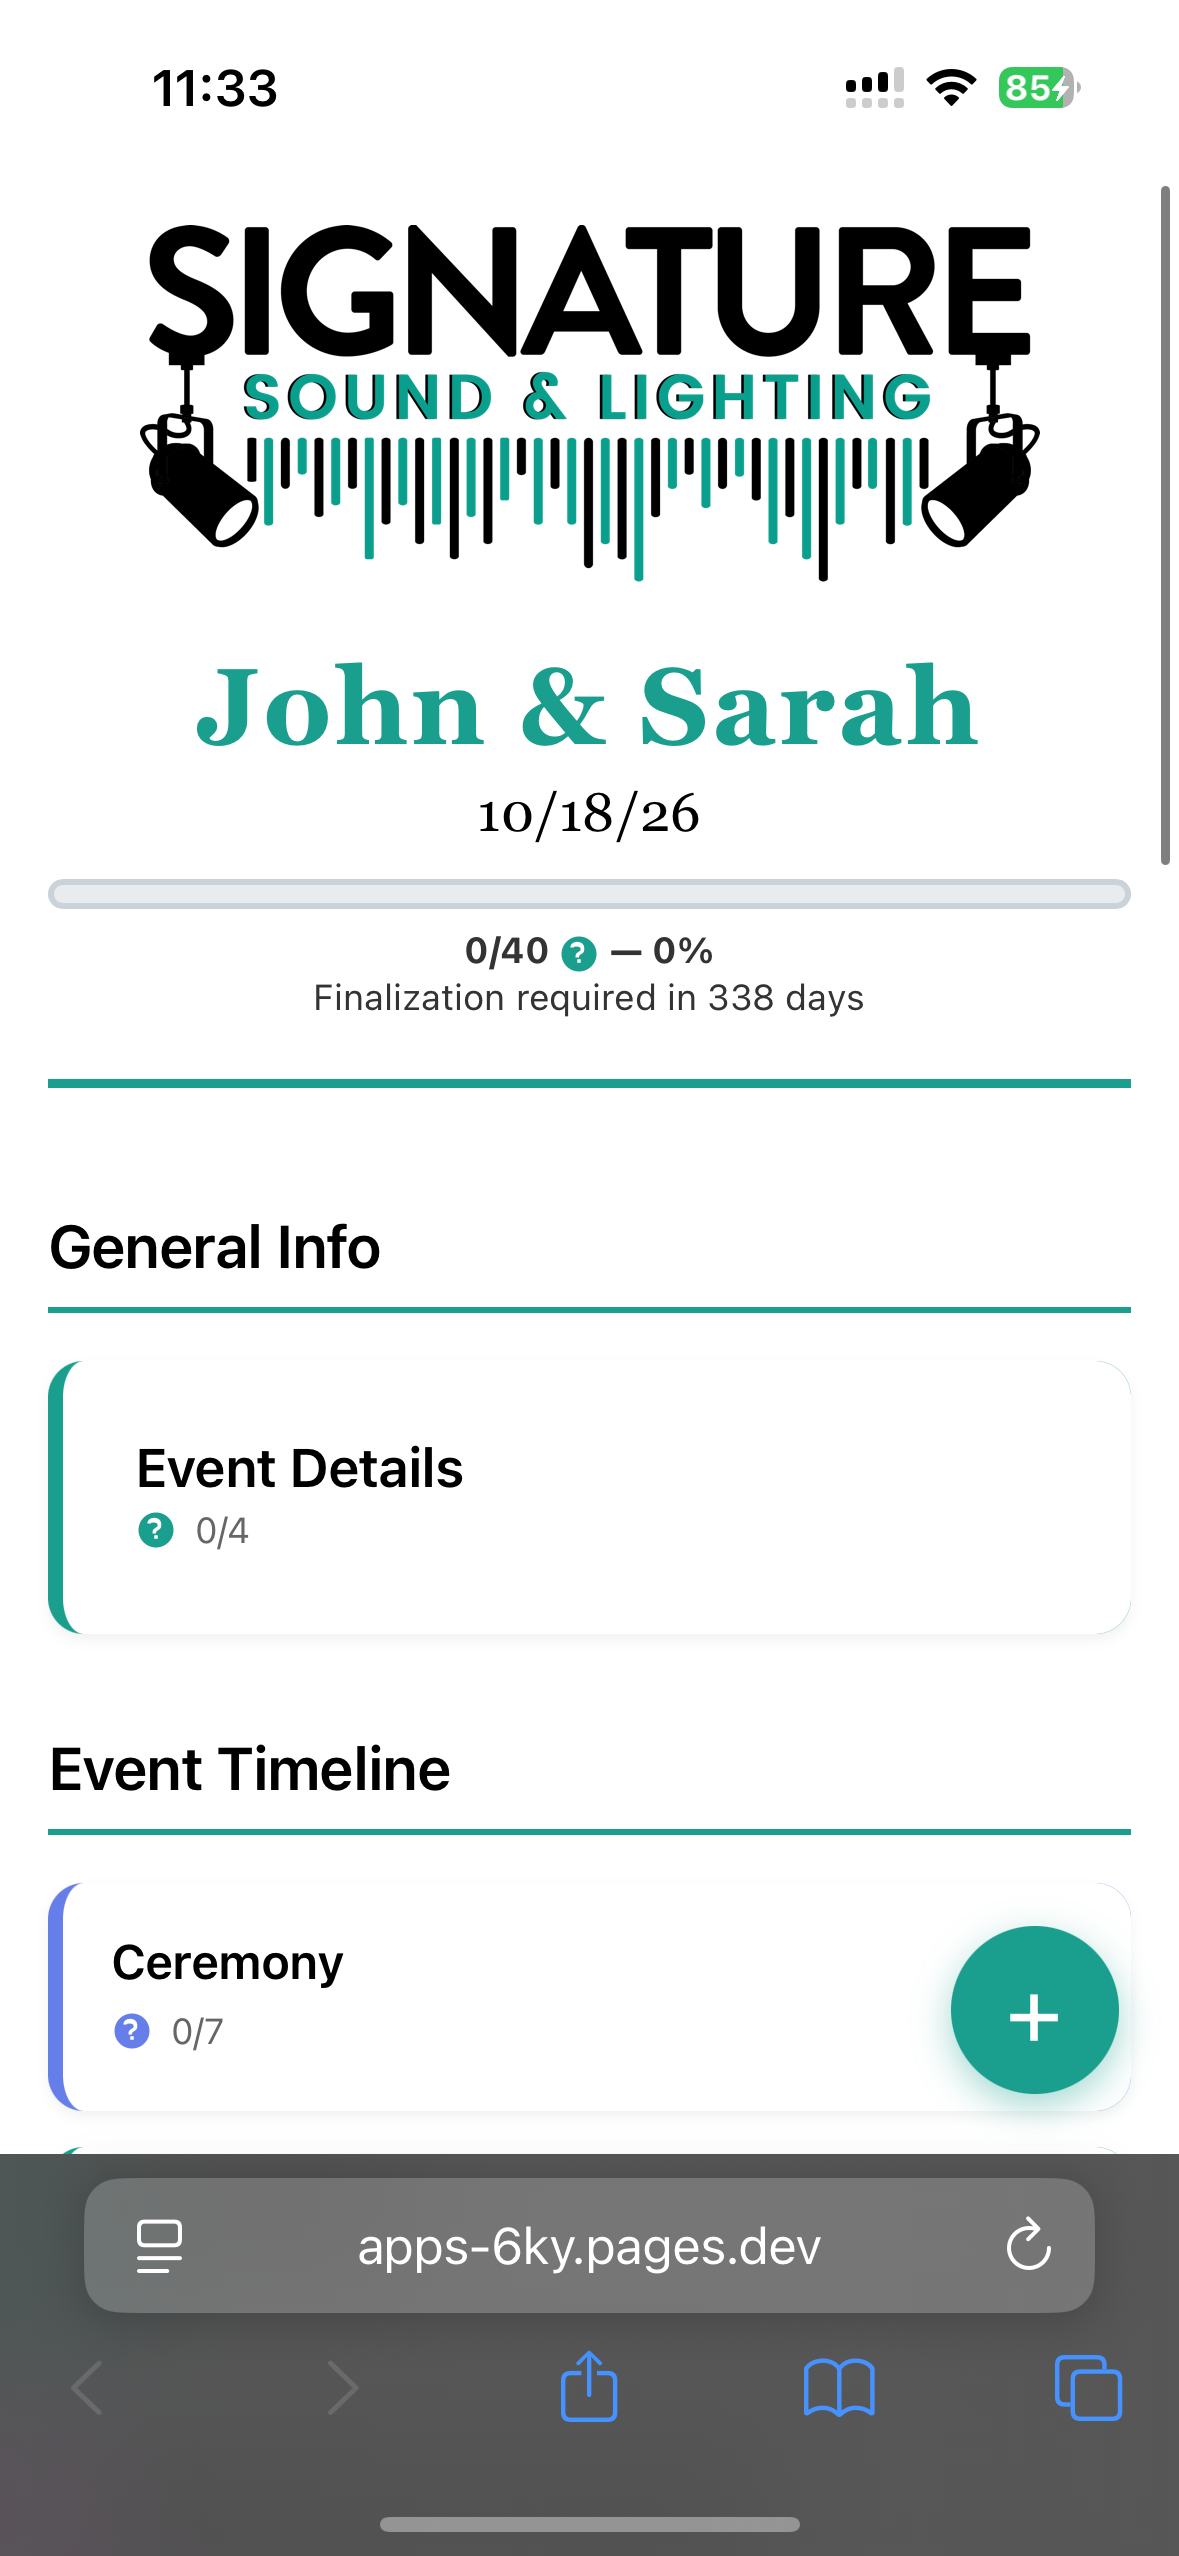 11:33
85
SIGNATURE
SOUND & LIGHTING
John & Sarah
10/18/26
0/40 ? — 0%
Finalization required in 338 days
General Info
Event Details
? 0/4
Event Timeline
Ceremony
? 0/7
+
apps-6ky.pages.dev